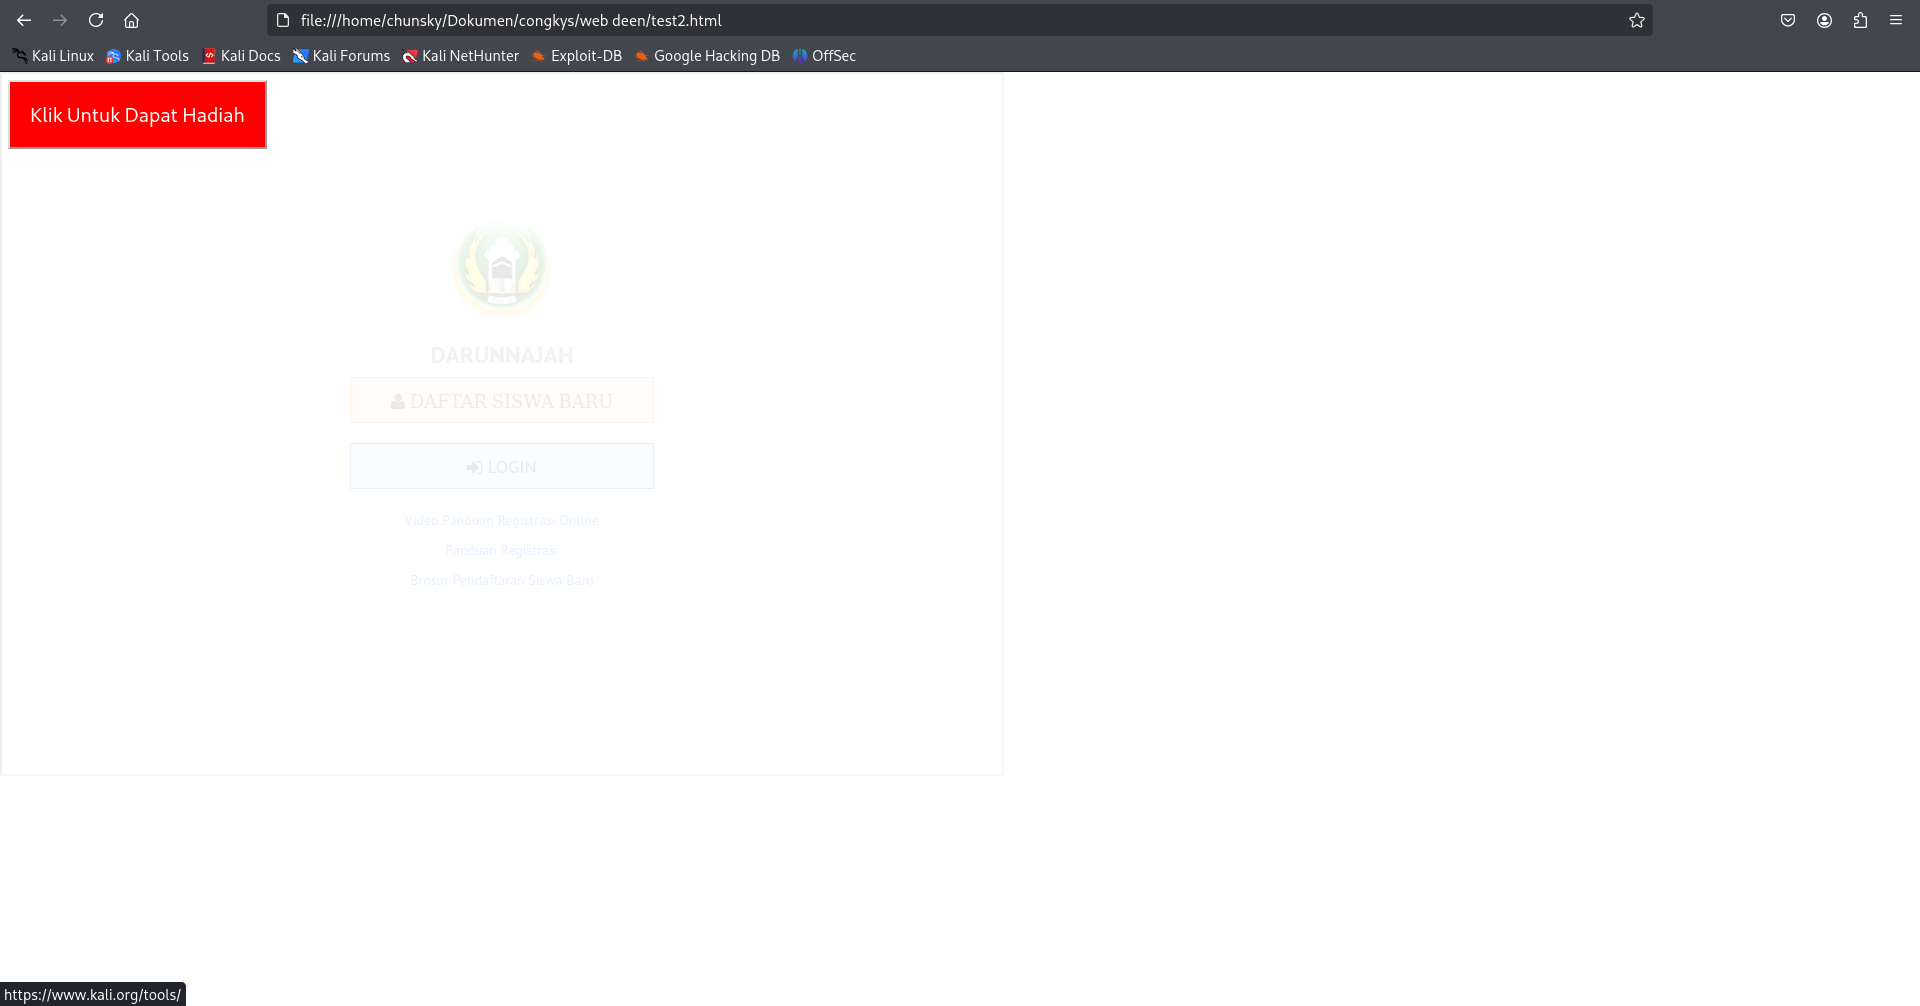 file:///home/chunsky/Dokumen/congkys/web deen/test2.html
Kali Linux Kali Tools Kali Docs Kali Forums Kali NetHunter Exploit-DB Google Hacking DB OffSec
Klik Untuk Dapat Hadiah
DARUNNAJAH
DAFTAR SISWA BARU
LOGIN
Video Panduan Registrasi Online
Panduan Registrasi
Brosur Pendaftaran Siswa Baru
https://www.kali.org/tools/